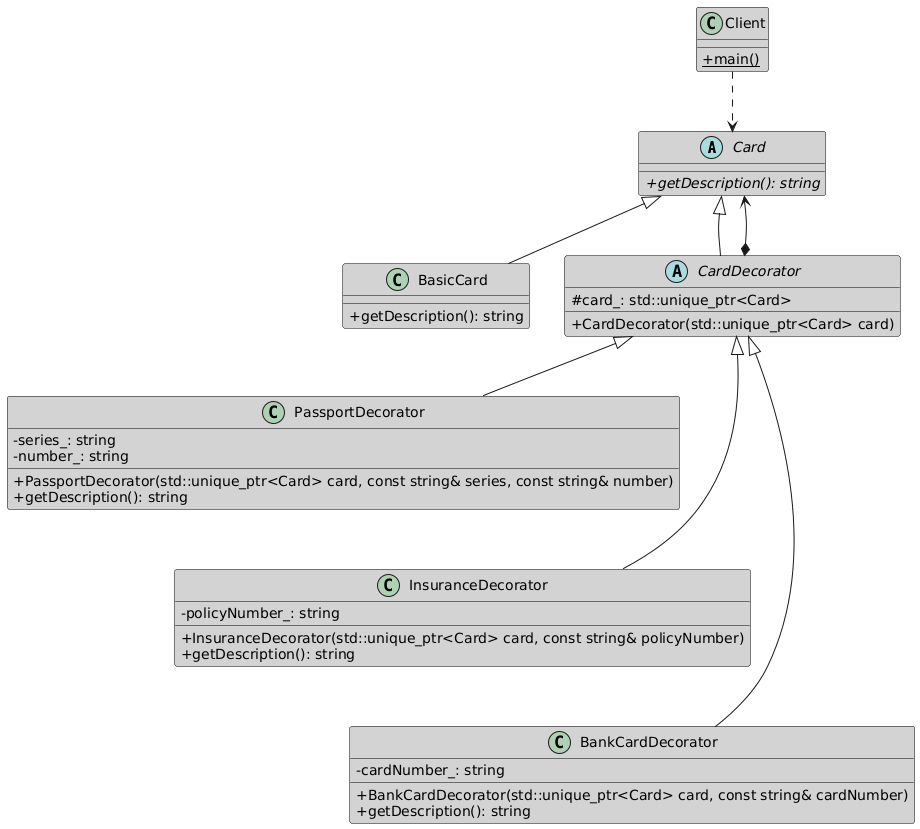 C Client
+main()
A Card
+getDescription(): string
C BasicCard
+getDescription(): string
A CardDecorator
#card_: std::unique_ptr<Card>
+CardDecorator(std::unique_ptr<Card> card)
C PassportDecorator
-series_: string
-number_: string
+PassportDecorator(std::unique_ptr<Card> card, const string& series, const string& number)
+getDescription(): string
C InsuranceDecorator
-policyNumber_: string
+InsuranceDecorator(std::unique_ptr<Card> card, const string& policyNumber)
+getDescription(): string
C BankCardDecorator
-cardNumber_: string
+BankCardDecorator(std::unique_ptr<Card> card, const string& cardNumber)
+getDescription(): string